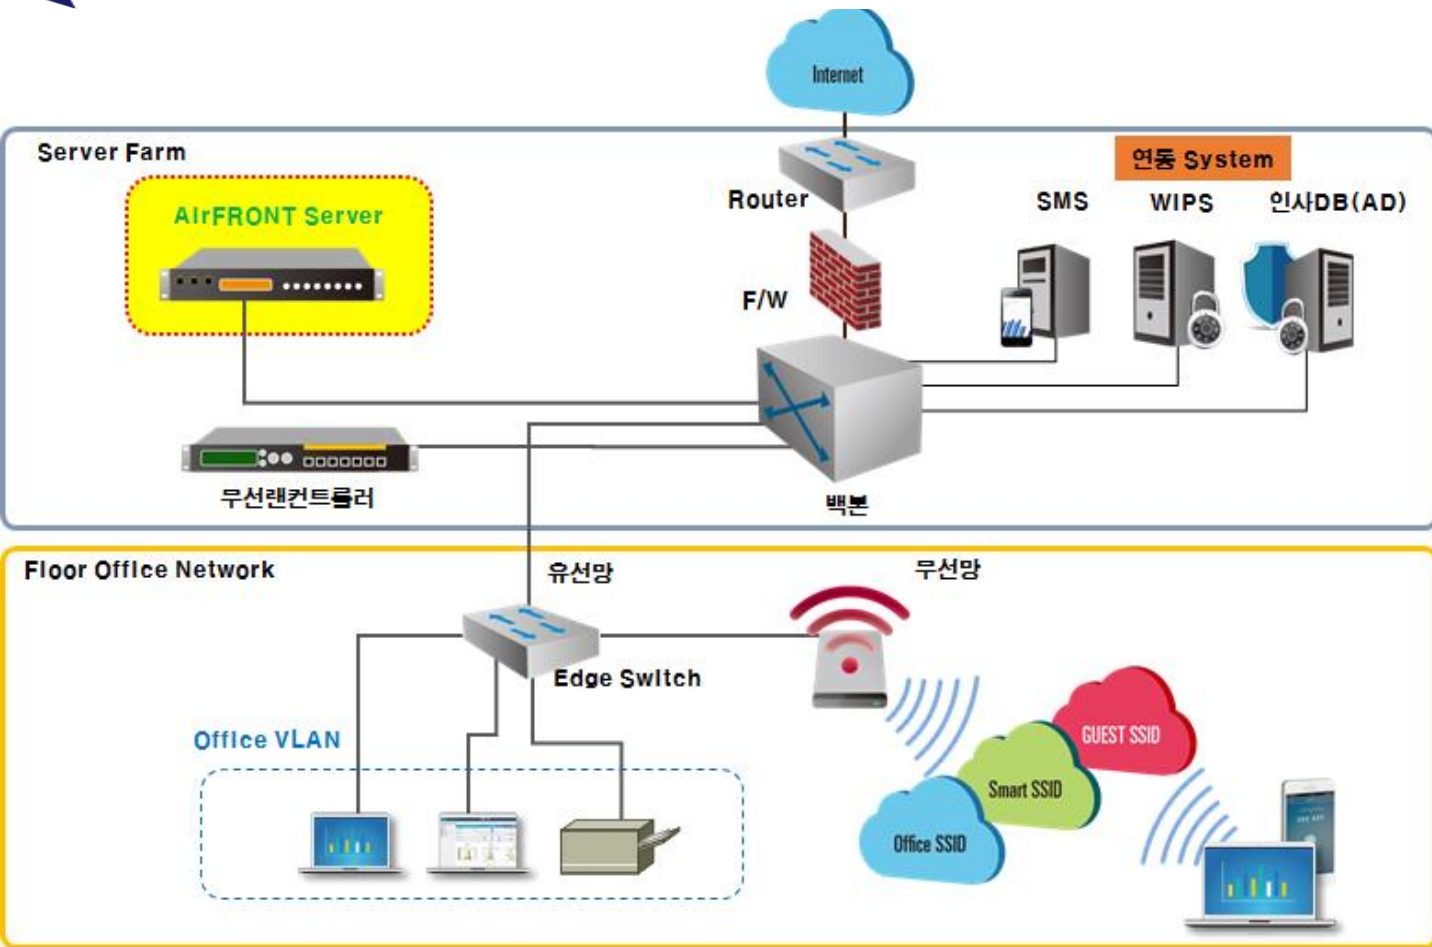 Internet
Server Farm
연동 System
AirFRONT Server
Router
SMS
WIPS
인사DB(AD)
F/W
무선랜컨트롤러
백본
Floor Office Network
유선망
무선망
Edge Switch
Office VLAN
GUEST SSID
Smart SSID
Office SSID